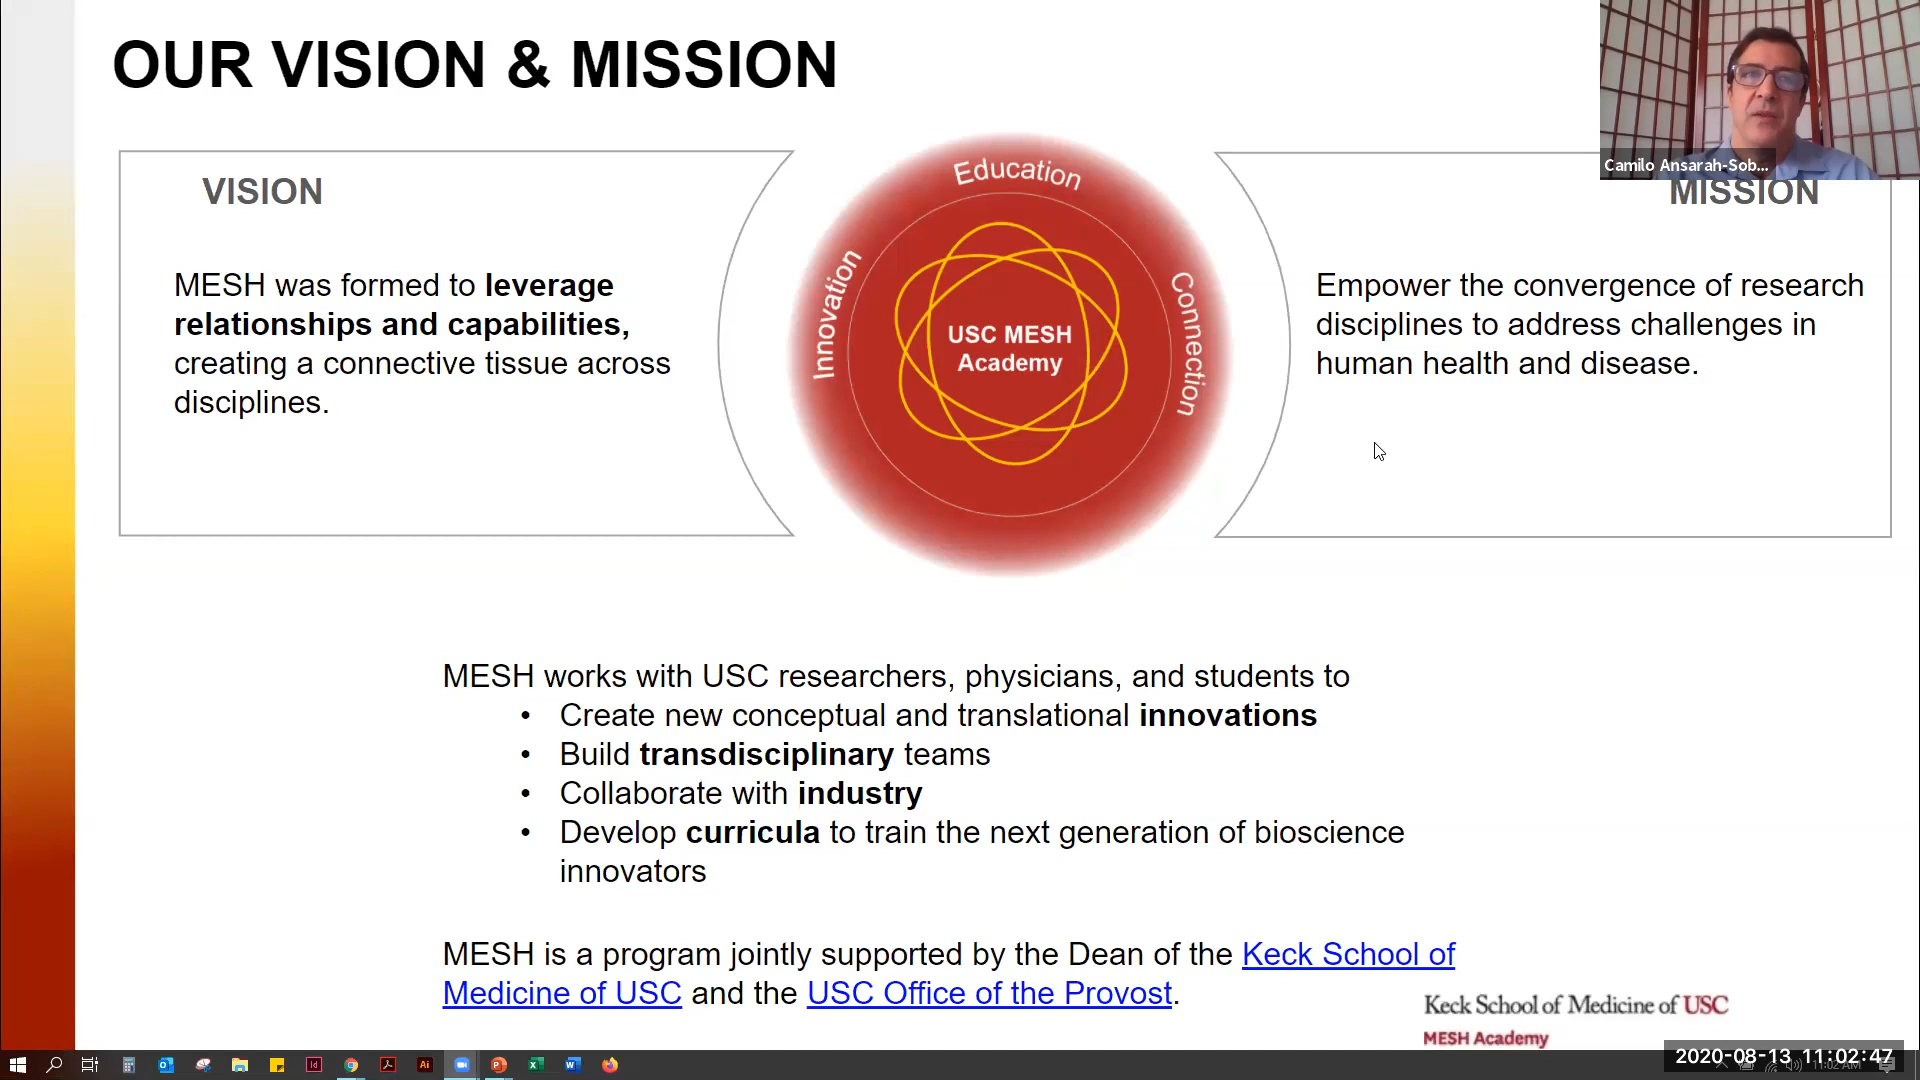 OUR VISION & MISSION
Camilo Ansarah-Sob...
VISION
MISSION
MESH was formed to leverage
relationships and capabilities,
creating a connective tissue across
disciplines.
Education
Innovation
Connection
USC MESH
Academy
Empower the convergence of research
disciplines to address challenges in
human health and disease.
MESH works with USC researchers, physicians, and students to
• Create new conceptual and translational innovations
• Build transdisciplinary teams
• Collaborate with industry
• Develop curricula to train the next generation of bioscience
innovators
MESH is a program jointly supported by the Dean of the Keck School of
Medicine of USC and the USC Office of the Provost.
Keck School of Medicine of USC
MESH Academy
2020-08-13 11:02:47
11:02 AM